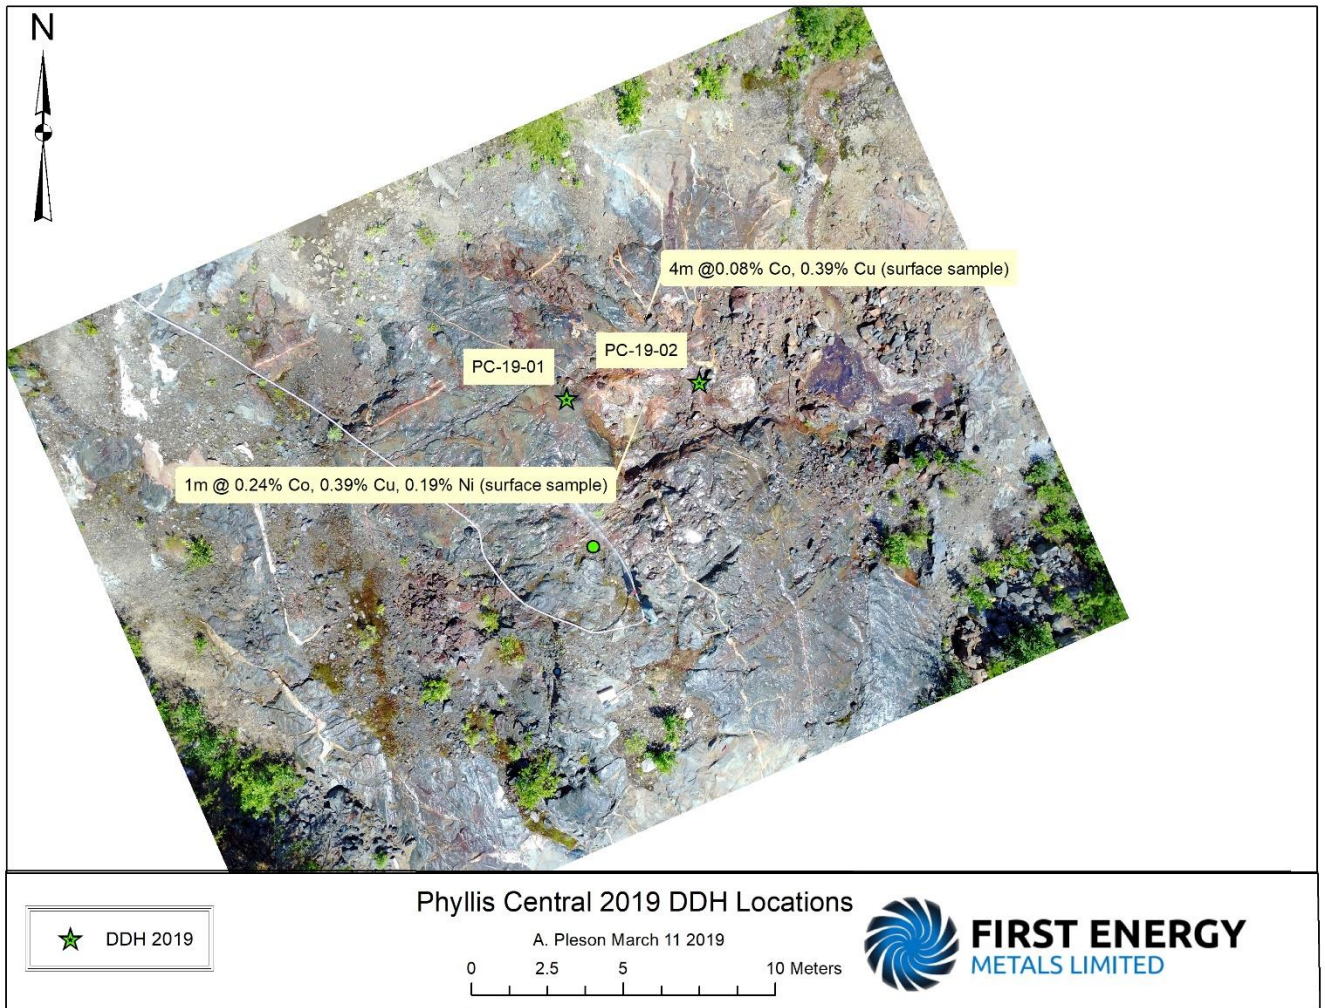 N
4m @0.08% Co, 0.39% Cu (surface sample)
PC-19-02
PC-19-01
1m @ 0.24% Co, 0.39% Cu, 0.19% Ni (surface sample)
Phyllis Central 2019 DDH Locations
A. Pleson March 11 2019
DDH 2019
0 2.5 5 10 Meters
FIRST ENERGY
METALS LIMITED